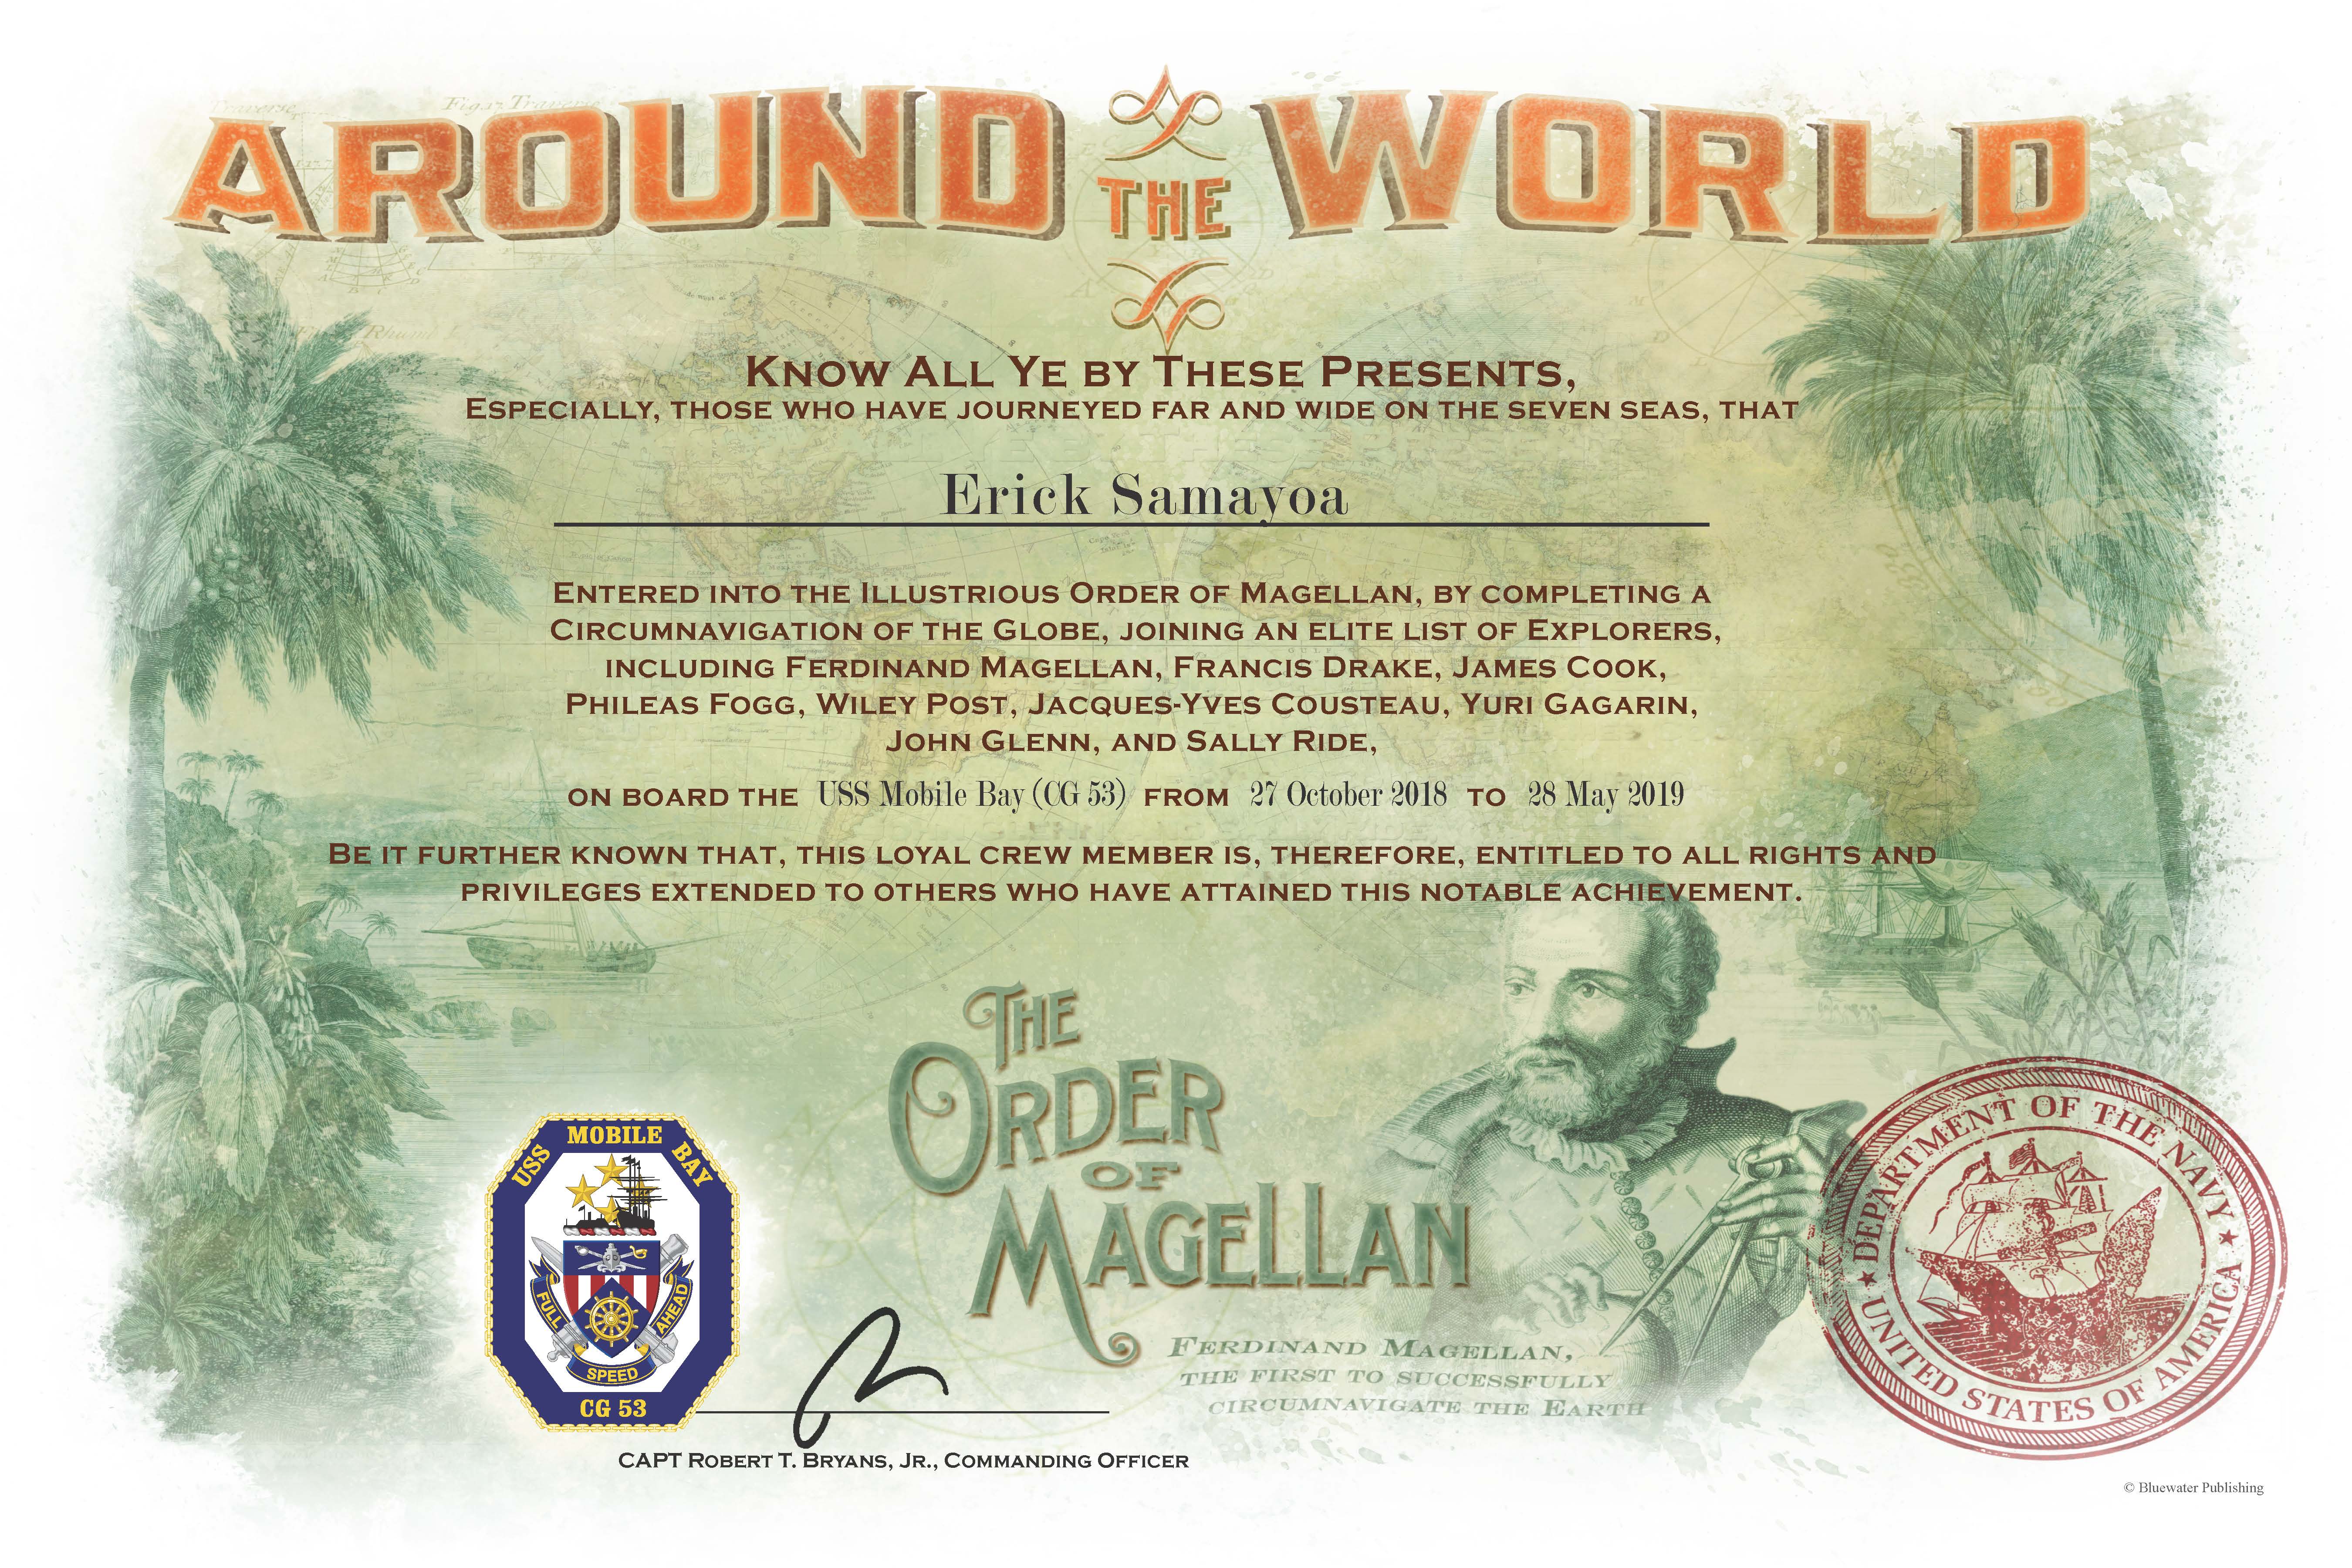 AROUND THE WORLD
KNOW ALL YE BY THESE PRESENTS,
ESPECIALLY, THOSE WHO HAVE JOURNEYED FAR AND WIDE ON THE SEVEN SEAS, THAT
Erick Samayoa
ENTERED INTO THE ILLUSTRIOUS ORDER OF MAGELLAN, BY COMPLETING A
CIRCUMNAVIGATION OF THE GLOBE, JOINING AN ELITE LIST OF EXPLORERS,
INCLUDING FERDINAND MAGELLAN, FRANCIS DRAKE, JAMES COOK,
PHILEAS FOGG, WILEY POST, JACQUES-YVES COUSTEAU, YURI GAGARIN,
JOHN GLENN, AND SALLY RIDE,
ON BOARD THE USS Mobile Bay (CG 53) FROM 27 October 2018 TO 28 May 2019
BE IT FURTHER KNOWN THAT, THIS LOYAL CREW MEMBER IS, THEREFORE, ENTITLED TO ALL RIGHTS AND
PRIVILEGES EXTENDED TO OTHERS WHO HAVE ATTAINED THIS NOTABLE ACHIEVEMENT.
THE
ORDER
OF
MAGELLAN
FERDINAND MAGELLAN,
THE FIRST TO SUCCESSFULLY
CIRCUMNAVIGATE THE EARTH
USS MOBILE BAY
FULL SPEED AHEAD
CG 53
CAPT ROBERT T. BRYANS, JR., COMMANDING OFFICER
DEPARTMENT OF THE NAVY
UNITED STATES OF AMERICA
© Bluewater Publishing